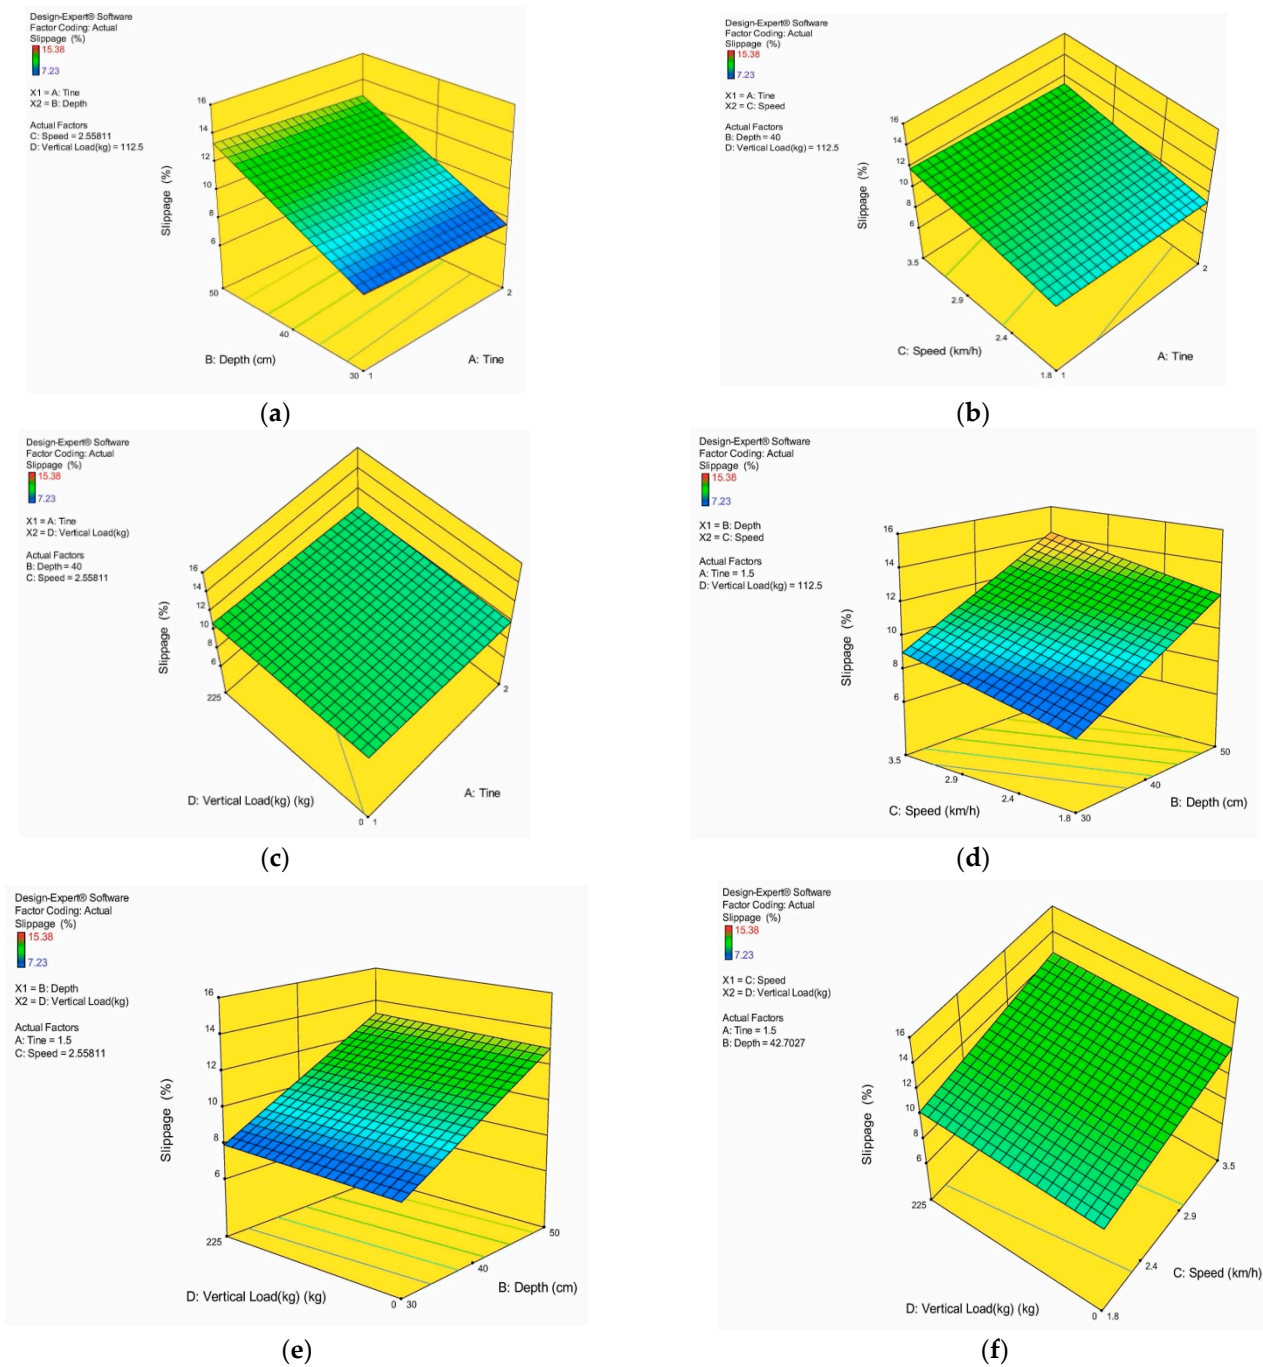 Design-Expert® Software
Factor Coding: Actual
Slippage (%)
15.38
7.23
X1 = A: Tine
X2 = B: Depth
Actual Factors
C: Speed = 2.55811
D: Vertical Load(kg) = 112.5
16
14
12
10
8
6
Slippage (%)
50
40
30
1
2
B: Depth (cm)
A: Tine
(a)
Design-Expert® Software
Factor Coding: Actual
Slippage (%)
15.38
7.23
X1 = A: Tine
X2 = C: Speed
Actual Factors
B: Depth = 40
D: Vertical Load(kg) = 112.5
16
14
12
10
8
6
Slippage (%)
3.5
2.9
2.4
1.8
1
2
C: Speed (km/h)
A: Tine
(b)
Design-Expert® Software
Factor Coding: Actual
Slippage (%)
15.38
7.23
X1 = A: Tine
X2 = D: Vertical Load(kg)
Actual Factors
B: Depth = 40
C: Speed = 2.55811
16
14
12
10
8
6
Slippage (%)
225
0
1
2
D: Vertical Load(kg) (kg)
A: Tine
(c)
Design-Expert® Software
Factor Coding: Actual
Slippage (%)
15.38
7.23
X1 = B: Depth
X2 = C: Speed
Actual Factors
A: Tine = 1.5
D: Vertical Load(kg) = 112.5
16
14
12
10
8
6
Slippage (%)
3.5
2.9
2.4
1.8
30
40
50
C: Speed (km/h)
B: Depth (cm)
(d)
Design-Expert® Software
Factor Coding: Actual
Slippage (%)
15.38
7.23
X1 = B: Depth
X2 = D: Vertical Load(kg)
Actual Factors
A: Tine = 1.5
C: Speed = 2.55811
16
14
12
10
8
6
Slippage (%)
225
0
30
40
50
D: Vertical Load(kg) (kg)
B: Depth (cm)
(e)
Design-Expert® Software
Factor Coding: Actual
Slippage (%)
15.38
7.23
X1 = C: Speed
X2 = D: Vertical Load(kg)
Actual Factors
A: Tine = 1.5
B: Depth = 42.7027
16
14
12
10
8
6
Slippage (%)
225
0
1.8
2.4
2.9
3.5
D: Vertical Load(kg) (kg)
C: Speed (km/h)
(f)